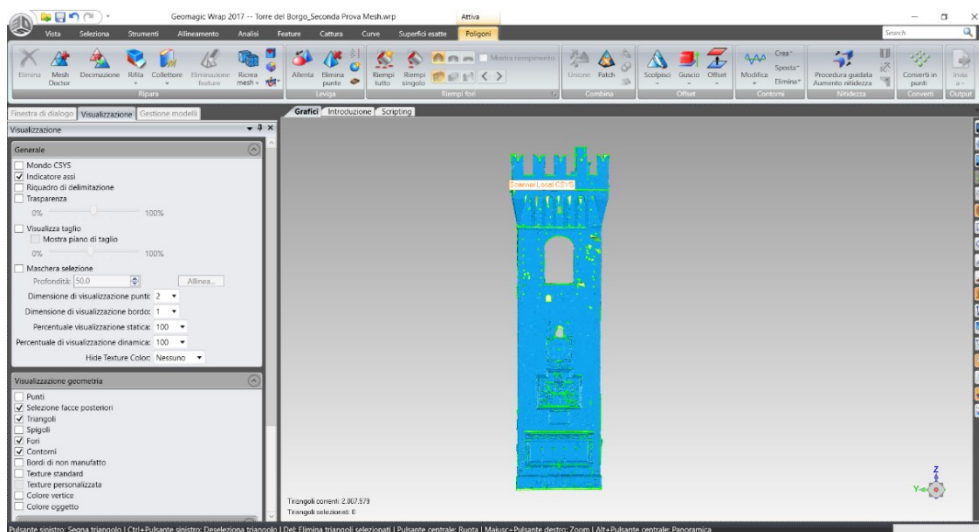 Geomagic Wrap 2017 -- Torre del Borgo_Seconda Prova Mesh.wrp
Attiva
Vista Seleziona Strumenti Allineamento Analisi Feature Cattura Curve Superfici esatte Poligoni
Search
Elimina Mesh Doctor Decimazione Rifila Collettore Eliminazione feature Ricrea mesh
Allenta Elimina punte
Riempi tutto Riempi singolo Mostra riempimento
Unione Patch
Scolpisci Guscio Offset
Modifica Crea Sposta Elimina
Procedura guidata Aumento nitidezza
Converti in punti
Invia a
Ripara Leviga Riempi fori Combina Offset Contorni Nitidezza Converti Output
Finestra di dialogo Visualizzazione Gestione modelli
Grafici Introduzione Scripting
Visualizzazione
Generale
Mondo CSYS
Indicatore assi
Riquadro di delimitazione
Trasparenza
0% 100%
Visualizza taglio
Mostra piano di taglio
0% 100%
Maschera selezione
Profondità: 50.0 Allinea...
Dimensione di visualizzazione punti: 2
Dimensione di visualizzazione bordo: 1
Percentuale visualizzazione statica: 100
Percentuale di visualizzazione dinamica: 100
Hide Texture Color: Nessuno
Visualizzazione geometria
Punti
Selezione facce posteriori
Triangoli
Spigoli
Fori
Contorni
Bordi di non manufatto
Texture standard
Texture personalizzata
Colore vertice
Colore oggetto
Scanner Local CSYS
Z
Y
Triangoli correnti: 2.867.979
Triangoli selezionati: 0
Pulsante sinistro: Segna triangolo | Ctrl+Pulsante sinistro: Deseleziona triangolo | Del: Elimina triangoli selezionati | Pulsante centrale: Ruota | Maiusc+Pulsante destro: Zoom | Alt+Pulsante centrale: Panoramica